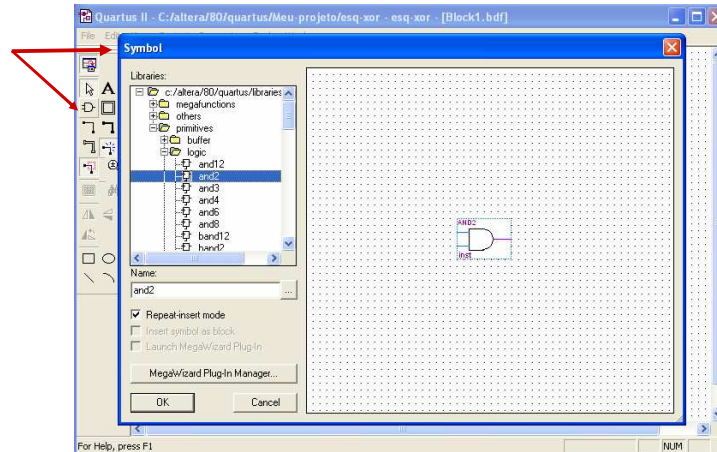 Quartus II - C:/altera/80/quartus/Meu-projeto/esq-xor - esq-xor - [Block1.bdf]
File Edit
Symbol
Libraries:
c:/altera/80/quartus/libraries
megafunctions
others
primitives
buffer
logic
and12
and2
and3
and4
and6
and8
band12
band2
Name:
and2
...
Repeat-insert mode
Insert symbol as block
Launch MegaWizard Plug-In
MegaWizard Plug-In Manager...
OK Cancel
AND2
inst
A
For Help, press F1
NUM